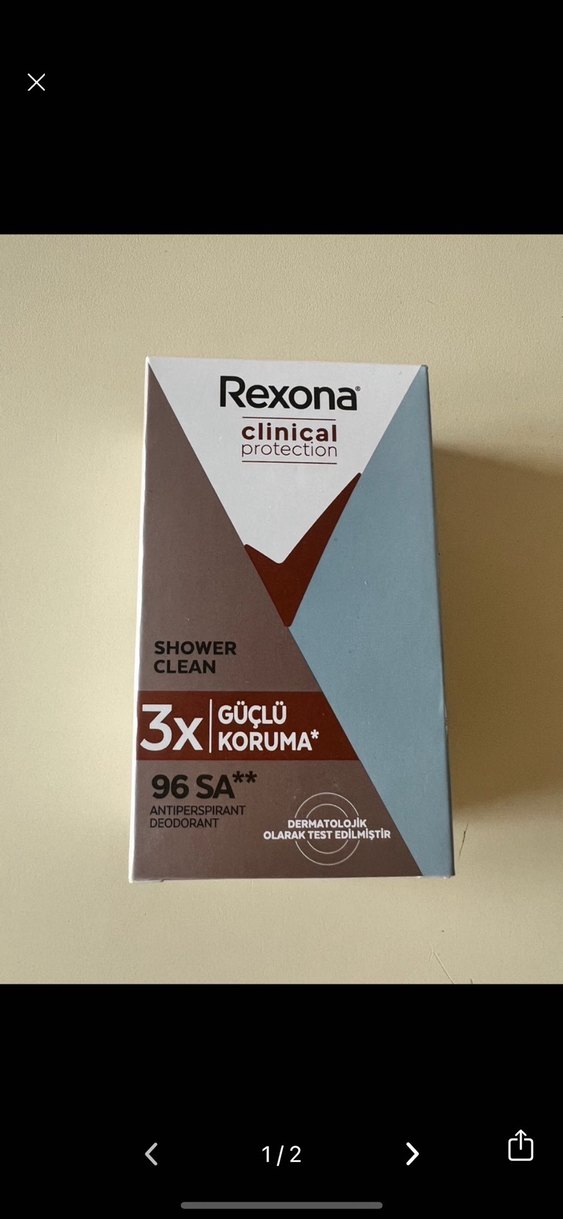 Rexona®
clinical
protection
SHOWER
CLEAN
3x
GÜÇLÜ
KORUMA*
96 SA**
ANTIPERSPIRANT
DEODORANT
DERMATOLOJİK
OLARAK TEST EDİLMİŞTİR
1/2